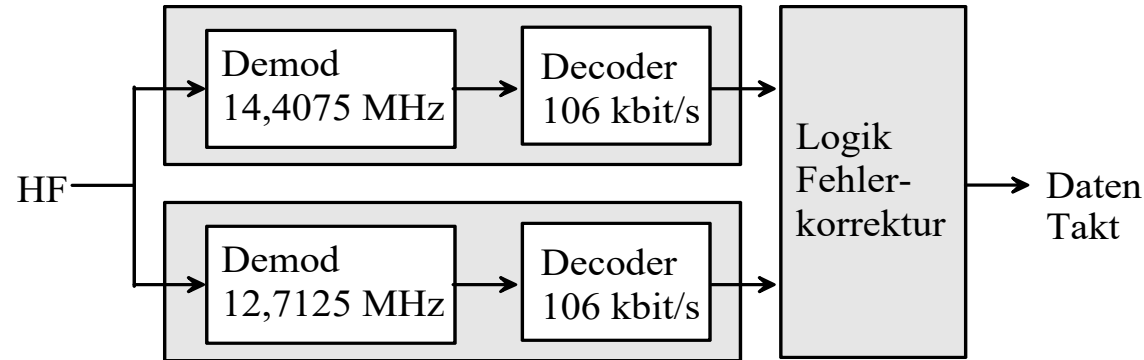 HF
Demod
14,4075 MHz
Decoder
106 kbit/s
Demod
12,7125 MHz
Decoder
106 kbit/s
Logik
Fehler-
korrektur
Daten
Takt